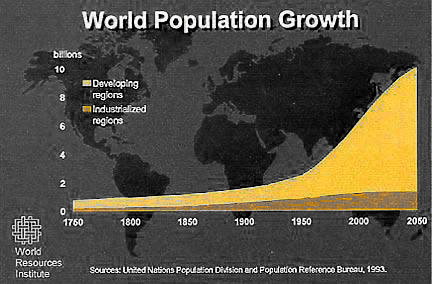 World Population Growth
billions
10
8
6
4
2
0
Developing
regions
Industrialized
regions
1750 1800 1850 1900 1950 2000 2050
World
Resources
Institute
Sources: United Nations Population Division and Population Reference Bureau, 1993.